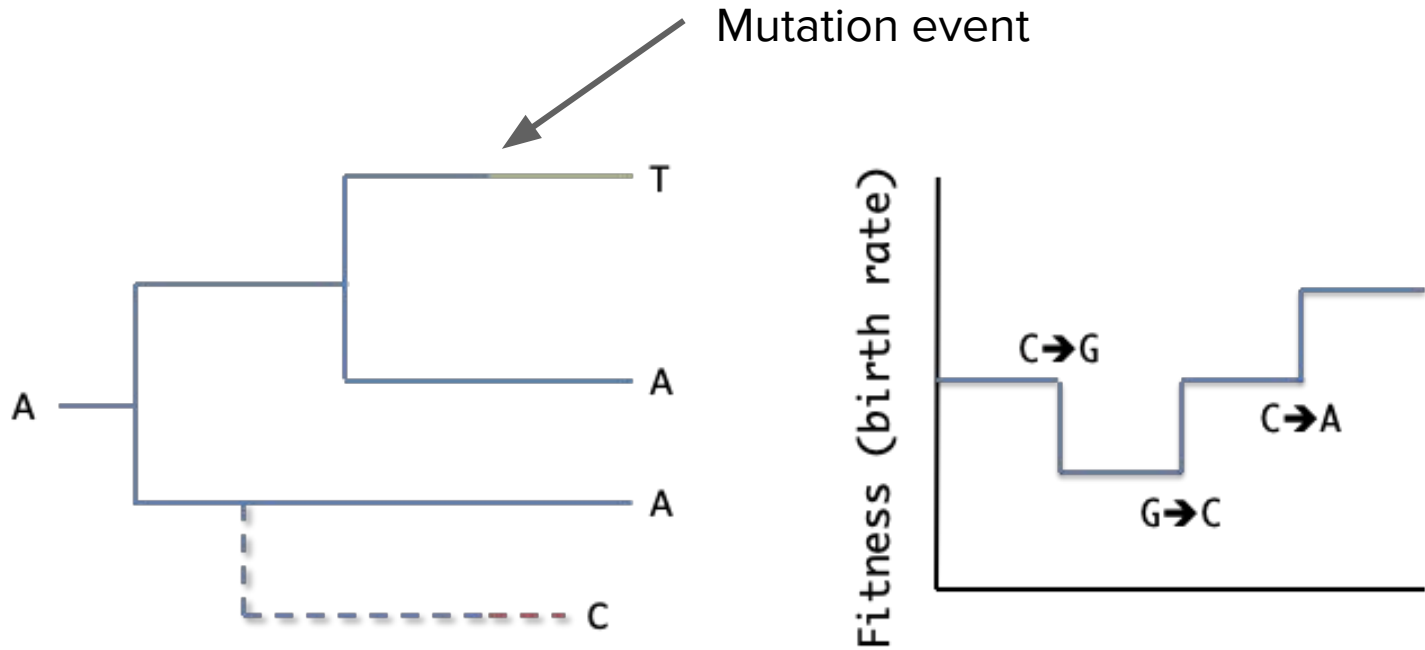 Mutation event
T
A
A
A
C
Fitness (birth rate)
C➔G
G➔C
C➔A